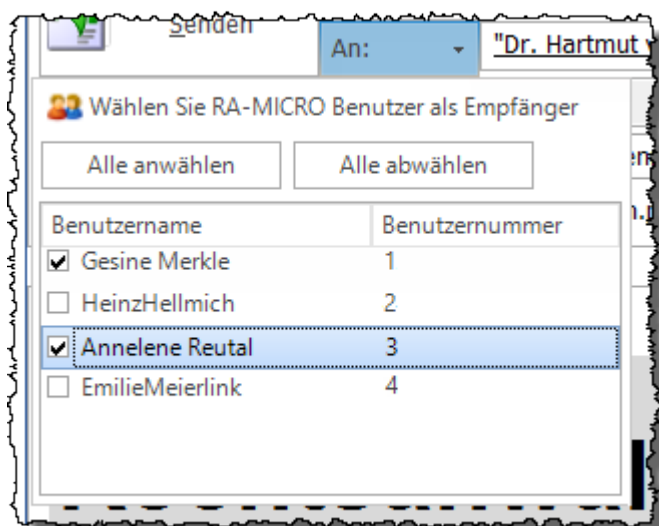 Senden
An:
"Dr. Hartmut
Wählen Sie RA-MICRO Benutzer als Empfänger
Alle anwählen Alle abwählen
Benutzername Benutzernummer
Gesine Merkle 1
HeinzHellmich 2
Annelene Reutal 3
EmilieMeierlink 4